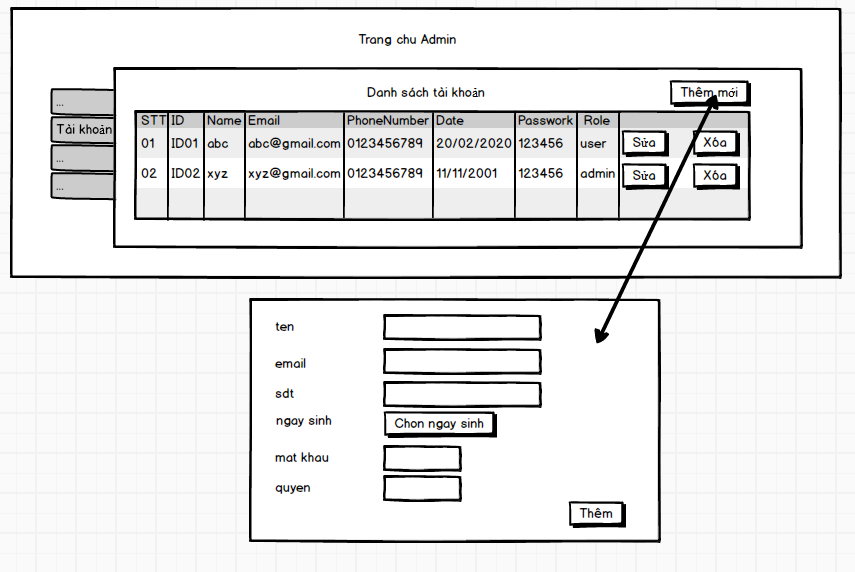 Trang chu Admin
Danh sách tài khoản
Thêm mới
...
Tài khoản
...
...
STT ID Name Email PhoneNumber Date Passwork Role
01 ID01 abc abc@gmail.com 0123456789 20/02/2020 123456 user Sửa Xóa
02 ID02 xyz xyz@gmail.com 0123456789 11/11/2001 123456 admin Sửa Xóa
ten
email
sdt
ngay sinh Chon ngay sinh
mat khau
quyen
Thêm